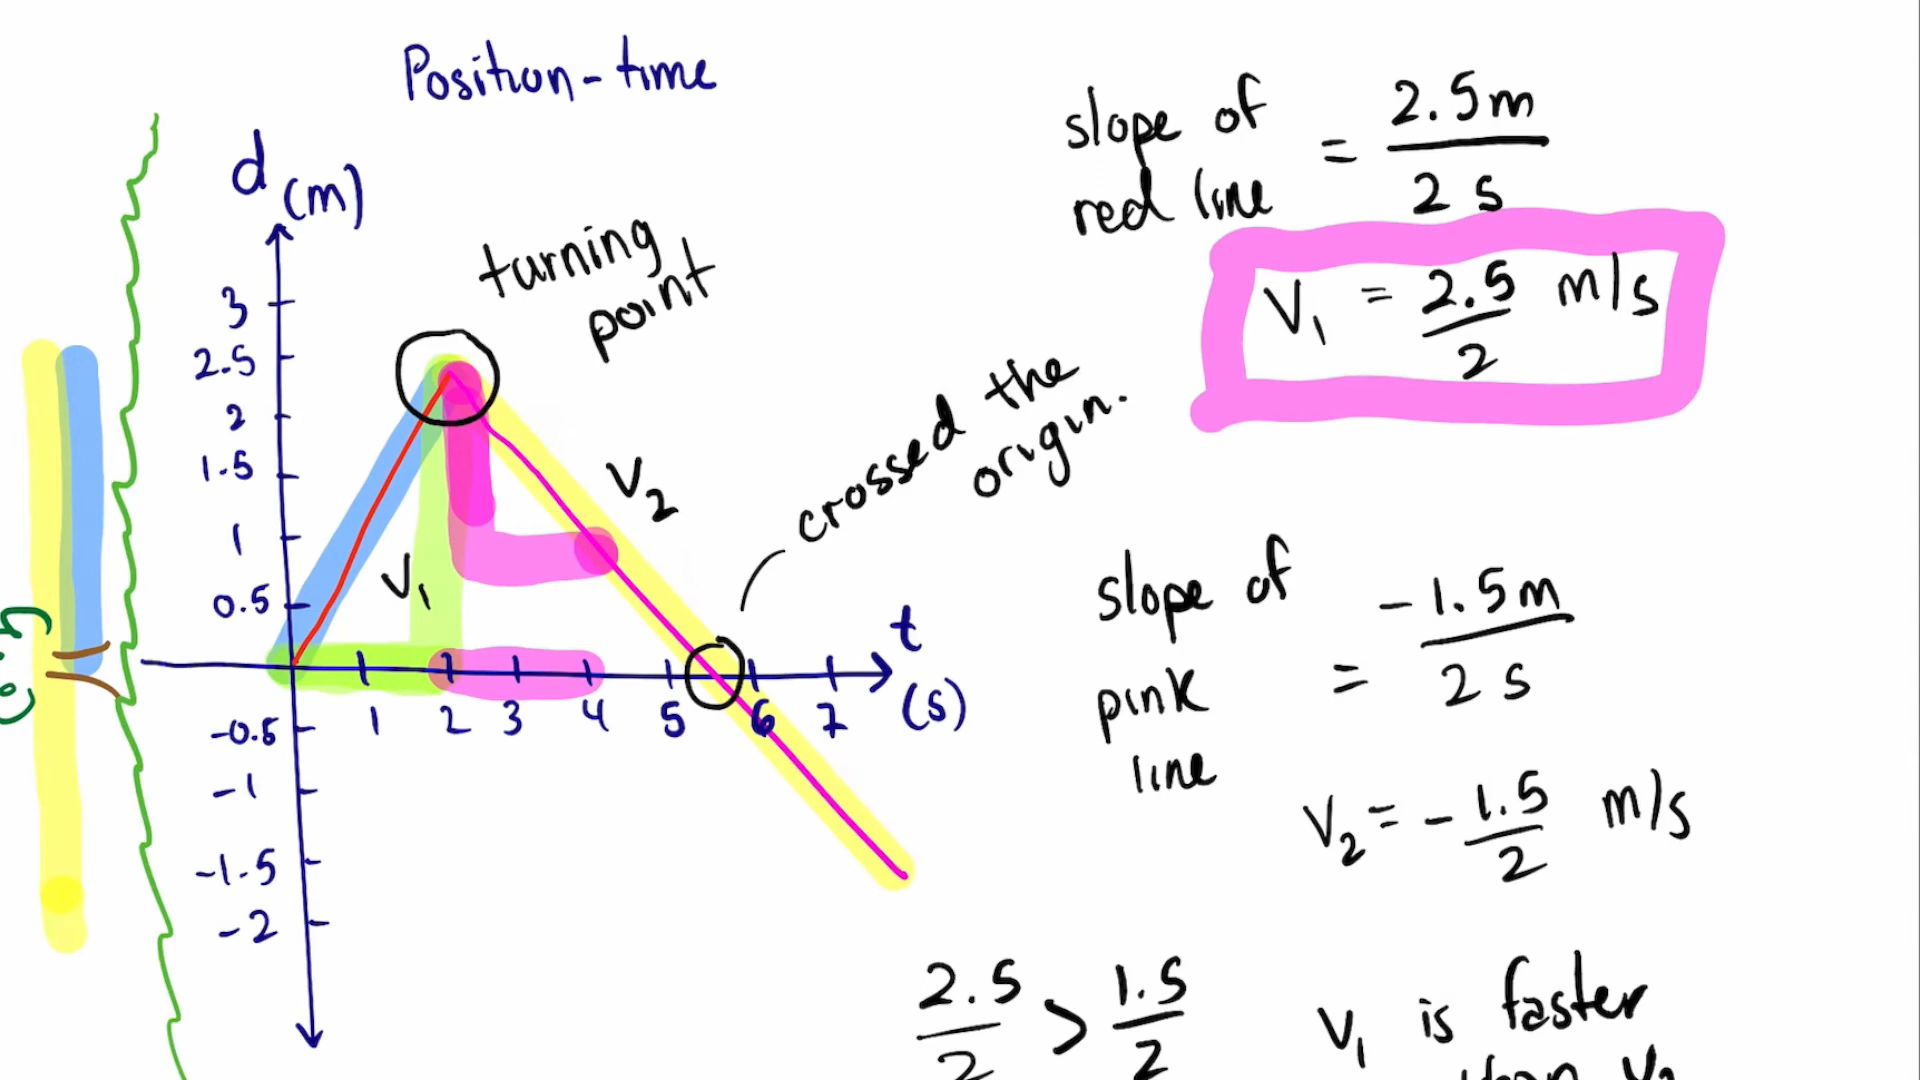 Position-time
d (m)
turning
point
3
2.5
2
1.5
1
0.5
-0.5
-1
-1.5
-2
1 2 3 4 5 6 7
t
(s)
V1
V2
crossed the
origin.
slope of
red line
= 2.5m
2 s
V1 = 2.5 m/s
2
slope of
pink
line
= -1.5m
2 s
V2 = - 1.5 m/s
2
2.5 > 1.5
2 2
V1 is faster
than V2